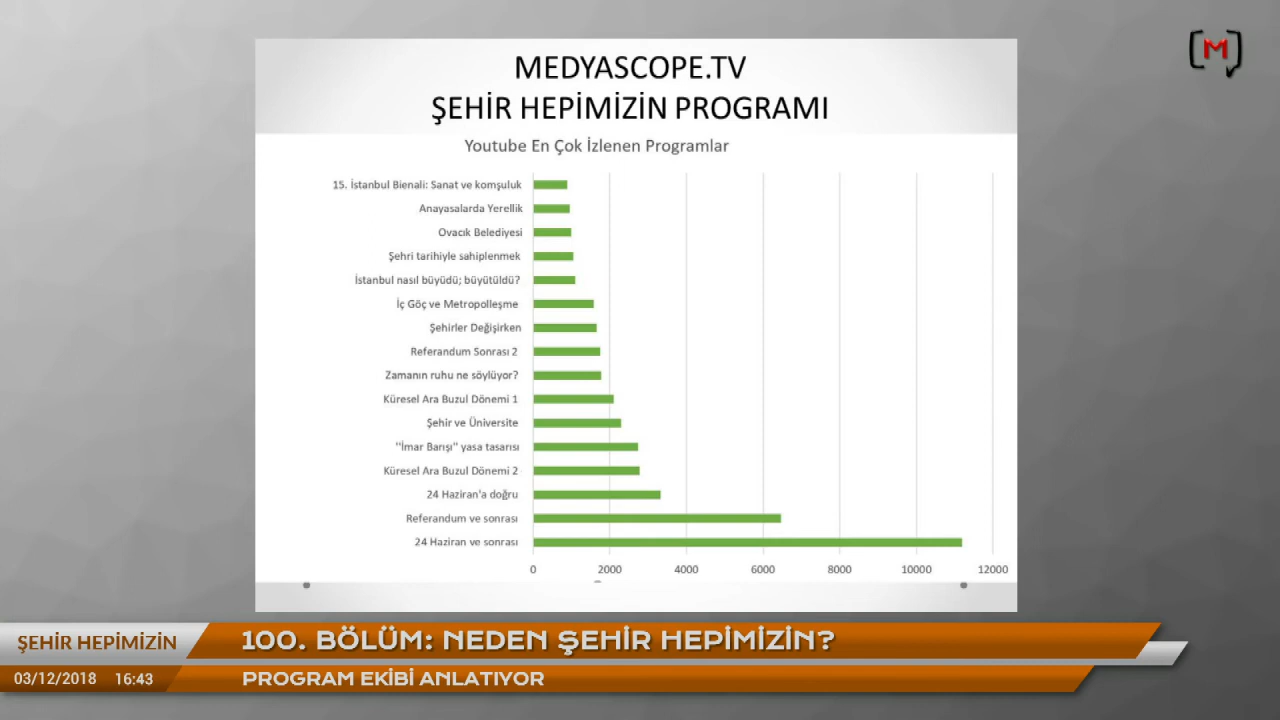 M
MEDYASCOPE.TV
ŞEHİR HEPİMİZİN PROGRAMI
Youtube En Çok İzlenen Programlar
15. İstanbul Bienali: Sanat ve komşuluk
Anayasalarda Yerellik
Ovacık Belediyesi
Şehri tarihiyle sahiplenmek
İstanbul nasıl büyüdü; büyütüldü?
İç Göç ve Metropolleşme
Şehirler Değişirken
Referandum Sonrası 2
Zamanın ruhu ne söylüyor?
Küresel Ara Buzul Dönemi 1
Şehir ve Üniversite
''İmar Barışı'' yasa tasarısı
Küresel Ara Buzul Dönemi 2
24 Haziran'a doğru
Referandum ve sonrası
24 Haziran ve sonrası
0 2000 4000 6000 8000 10000 12000
ŞEHİR HEPİMİZİN
100. BÖLÜM: NEDEN ŞEHİR HEPİMİZİN?
03/12/2018 16:43
PROGRAM EKİBİ ANLATIYOR